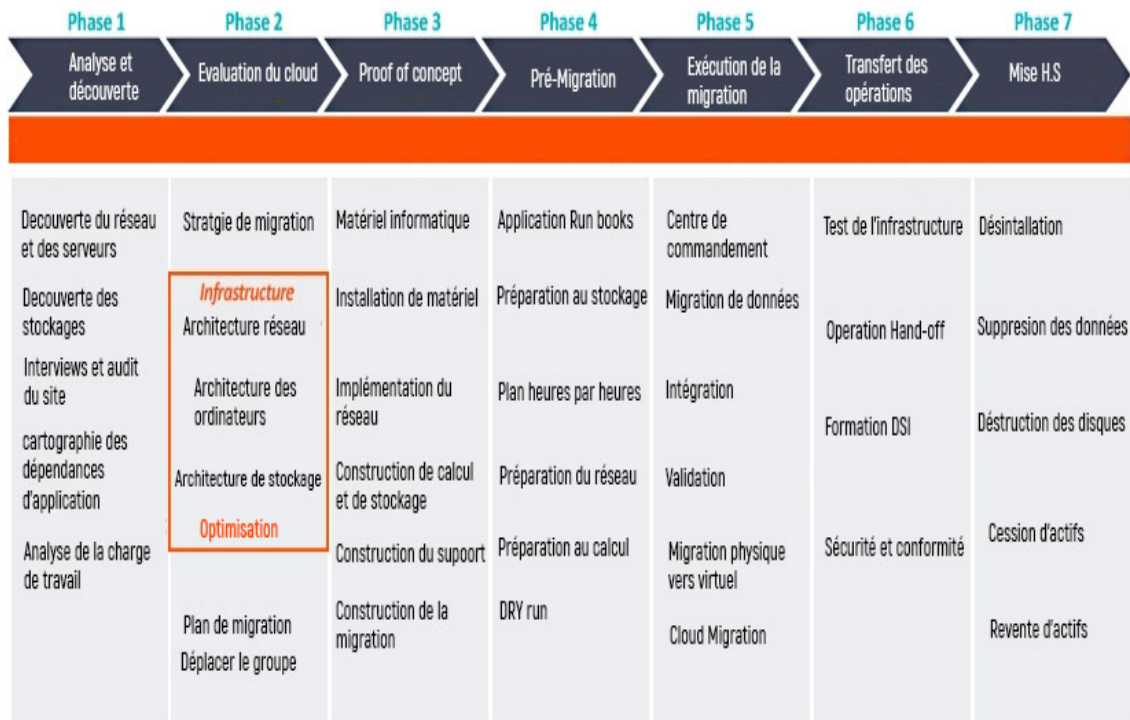 Phase 1
Phase 2
Phase 3
Phase 4
Phase 5
Phase 6
Phase 7
Analyse et
découverte
Evaluation du cloud
Proof of concept
Pré-Migration
Exécution de la
migration
Transfert des
opérations
Mise H.S
Decouverte du réseau
et des serveurs
Decouverte des
stockages
Interviews et audit
du site
cartographie des
dépendances
d'application
Analyse de la charge
de travail
Stratgie de migration
Infrastructure
Architecture réseau
Architecture des
ordinateurs
Architecture de stockage
Optimisation
Plan de migration
Déplacer le groupe
Matériel informatique
Installation de matériel
Implémentation du
réseau
Construction de calcul
et de stockage
Construction du supoort
Construction de la
migration
Application Run books
Préparation au stockage
Plan heures par heures
Préparation du réseau
Préparation au calcul
DRY run
Centre de
commandement
Migration de données
Intégration
Validation
Migration physique
vers virtuel
Cloud Migration
Test de l'infrastructure
Operation Hand-off
Formation DSI
Sécurité et conformité
Désintallation
Suppresion des données
Déstruction des disques
Cession d'actifs
Revente d'actifs